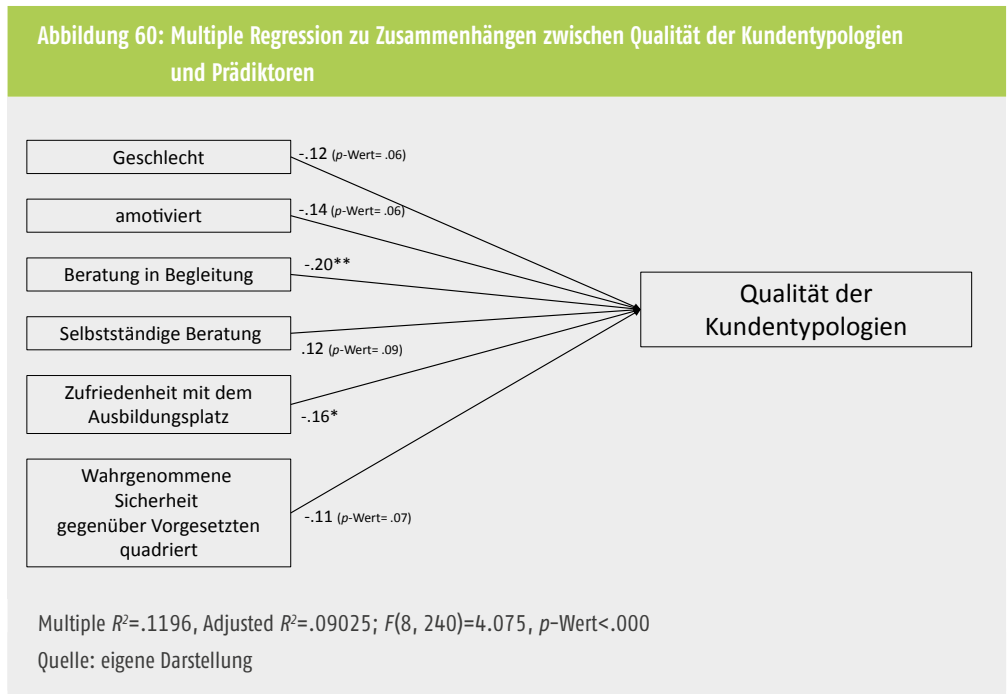 Abbildung 60: Multiple Regression zu Zusammenhängen zwischen Qualität der Kundentypologien
und Prädiktoren
Geschlecht
-.12 (p-Wert= .06)
amotiviert
-.14 (p-Wert= .06)
Beratung in Begleitung
-.20**
Selbstständige Beratung
.12 (p-Wert= .09)
Zufriedenheit mit dem
Ausbildungsplatz
-.16*
Wahrgenommene
Sicherheit
gegenüber Vorgesetzten
quadriert
-.11 (p-Wert= .07)
Qualität der
Kundentypologien
Multiple R²=.1196, Adjusted R²=.09025; F(8, 240)=4.075, p-Wert<.000
Quelle: eigene Darstellung